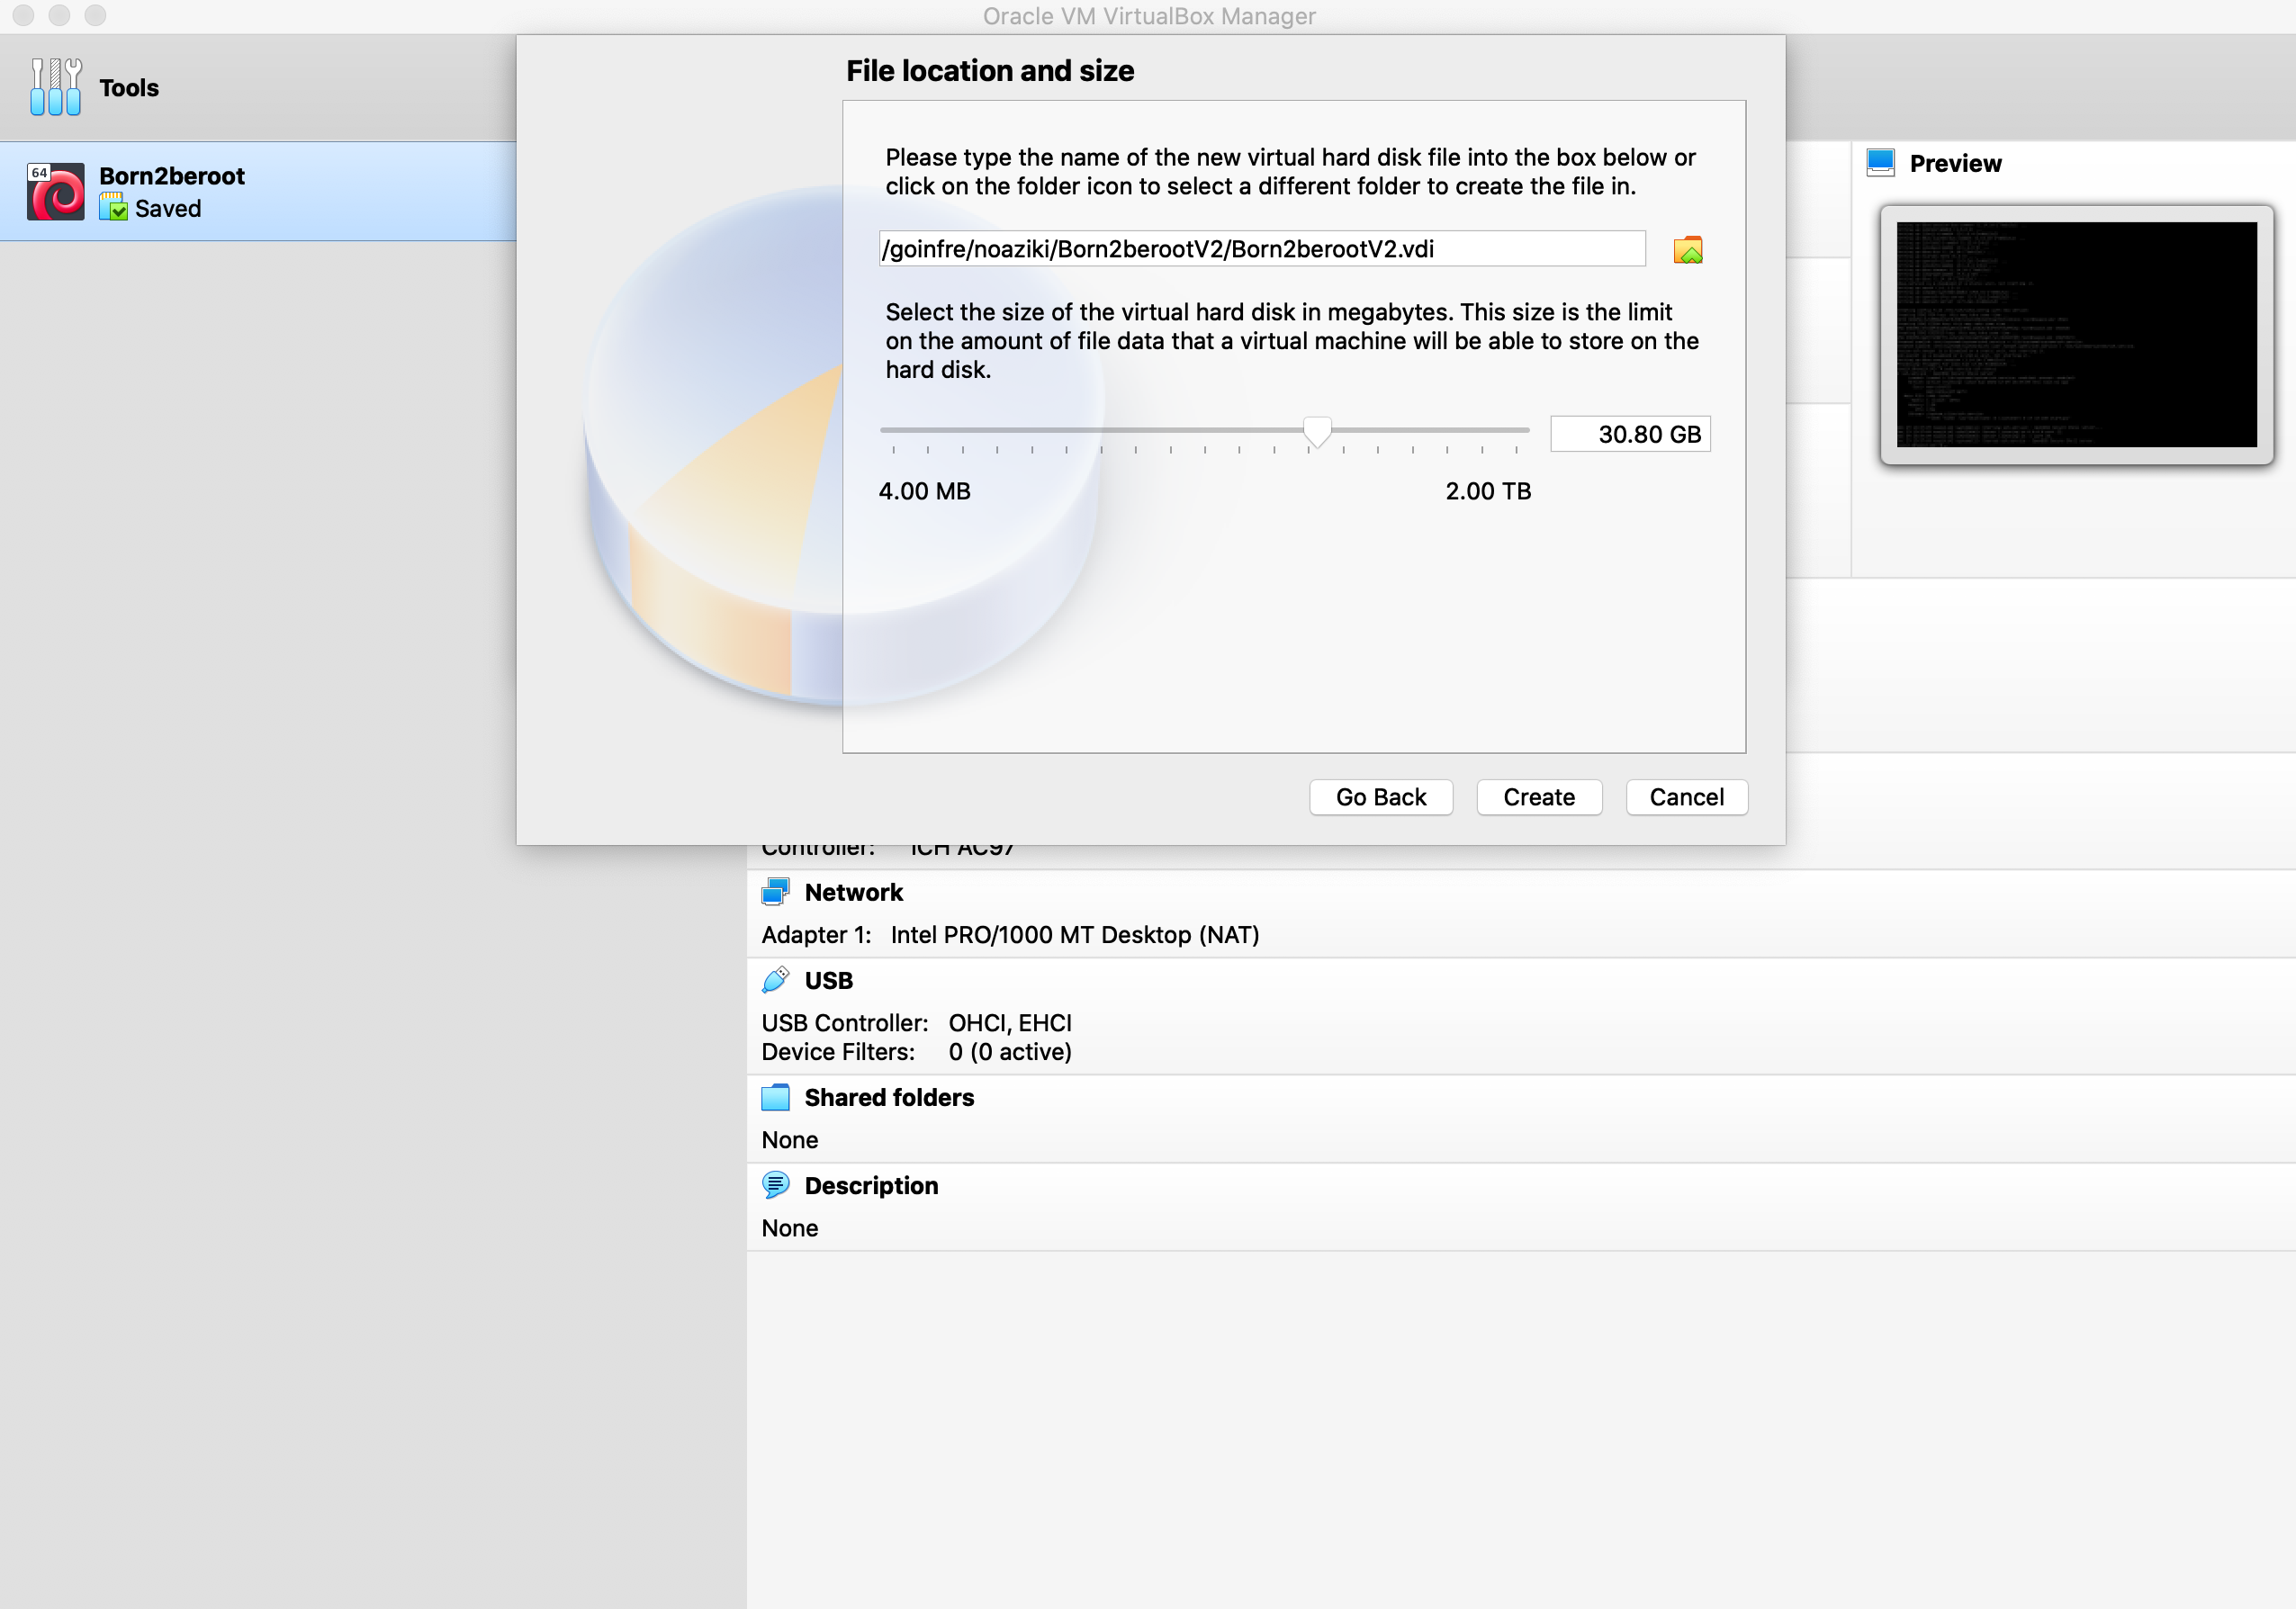 Oracle VM VirtualBox Manager
Tools
64
Born2beroot
Saved
File location and size
Please type the name of the new virtual hard disk file into the box below or
click on the folder icon to select a different folder to create the file in.
/goinfre/noaziki/Born2berootV2/Born2berootV2.vdi
Select the size of the virtual hard disk in megabytes. This size is the limit
on the amount of file data that a virtual machine will be able to store on the
hard disk.
30.80 GB
4.00 MB
2.00 TB
Go Back
Create
Cancel
Preview
Controller: ICH AC97
Network
Adapter 1: Intel PRO/1000 MT Desktop (NAT)
USB
USB Controller: OHCI, EHCI
Device Filters: 0 (0 active)
Shared folders
None
Description
None